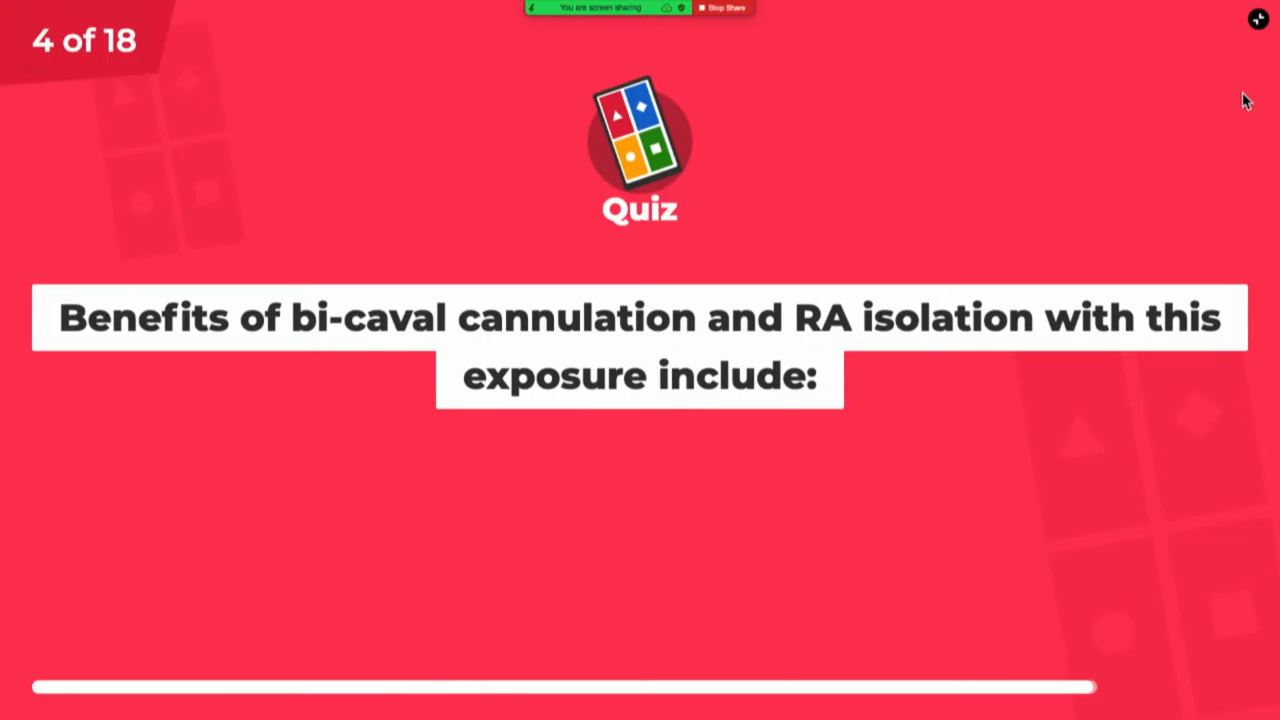 You are screen sharing
Stop Share
4 of 18
Quiz
Benefits of bi-caval cannulation and RA isolation with this
exposure include: